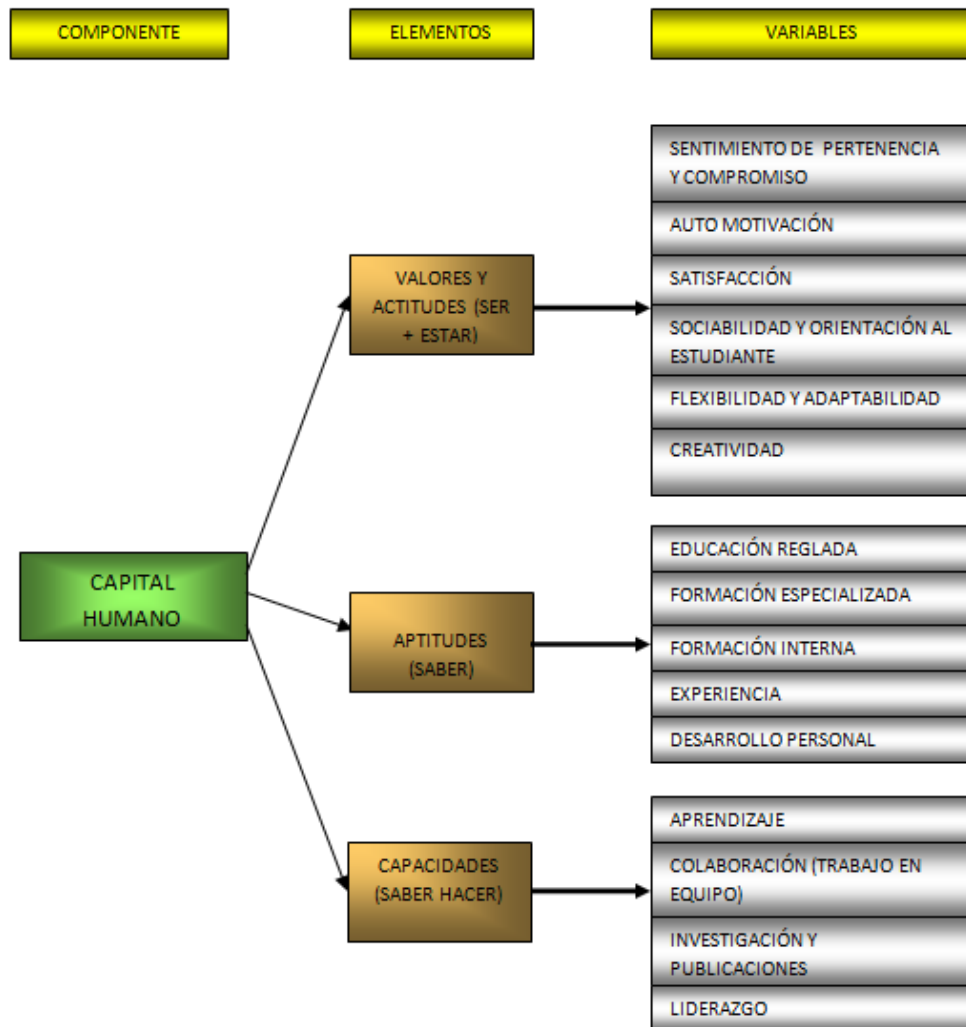 COMPONENTE
ELEMENTOS
VARIABLES
SENTIMIENTO DE PERTENENCIA
Y COMPROMISO
AUTO MOTIVACIÓN
VALORES Y
ACTITUDES (SER
+ ESTAR)
SATISFACCIÓN
SOCIABILIDAD Y ORIENTACIÓN AL
ESTUDIANTE
FLEXIBILIDAD Y ADAPTABILIDAD
CREATIVIDAD
CAPITAL
HUMANO
EDUCACIÓN REGLADA
FORMACIÓN ESPECIALIZADA
APTITUDES
(SABER)
FORMACIÓN INTERNA
EXPERIENCIA
DESARROLLO PERSONAL
APRENDIZAJE
CAPACIDADES
(SABER HACER)
COLABORACIÓN (TRABAJO EN
EQUIPO)
INVESTIGACIÓN Y
PUBLICACIONES
LIDERAZGO